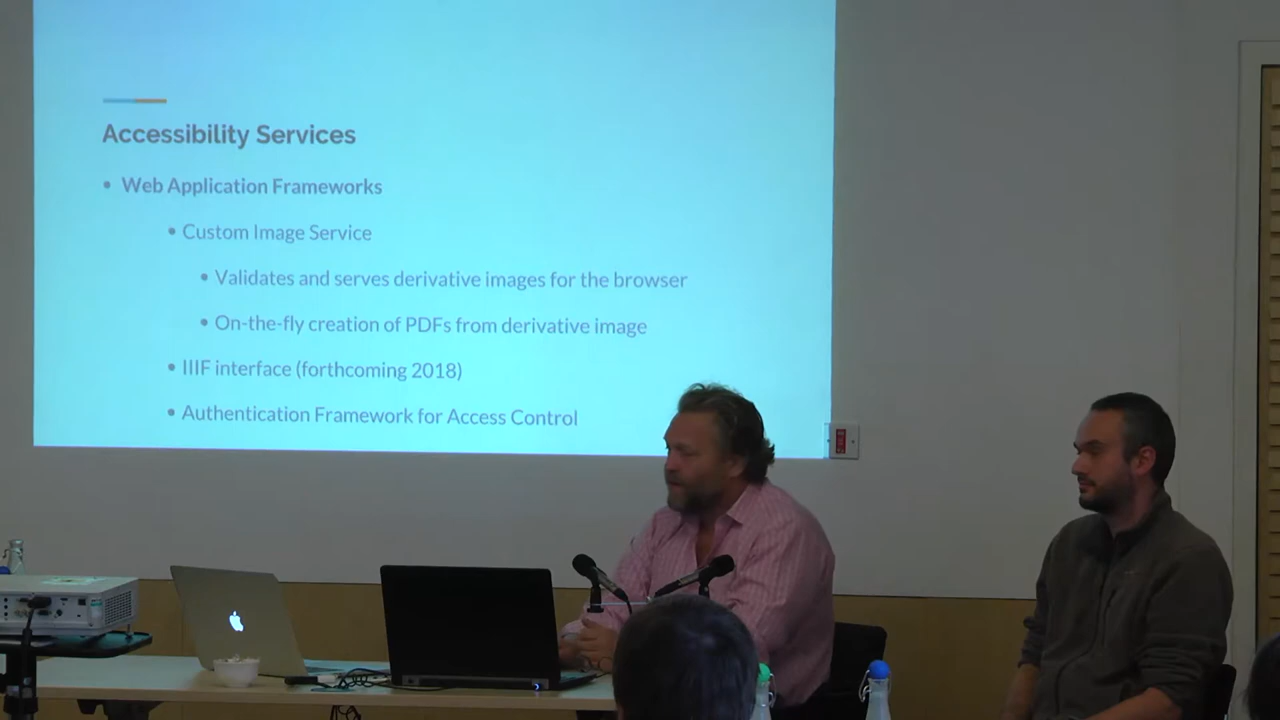 Accessibility Services
• Web Application Frameworks
• Custom Image Service
• Validates and serves derivative images for the browser
• On-the-fly creation of PDFs from derivative image
• IIIF interface (forthcoming 2018)
• Authentication Framework for Access Control